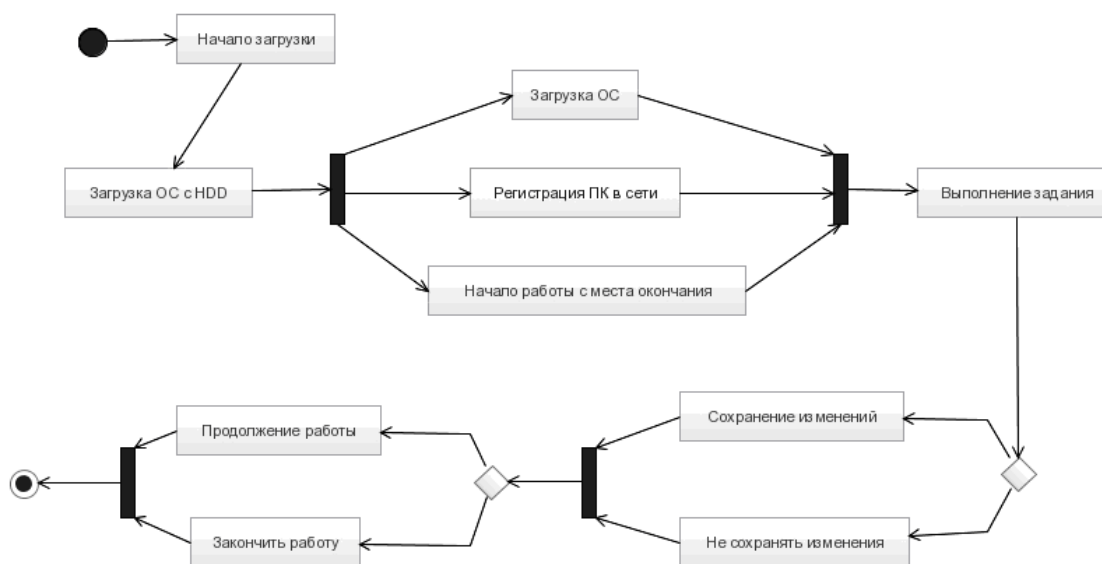 Начало загрузки
Загрузка ОС
Загрузка ОС с HDD
Регистрация ПК в сети
Выполнение задания
Начало работы с места окончания
Продолжение работы
Сохранение изменений
Закончить работу
Не сохранять изменения